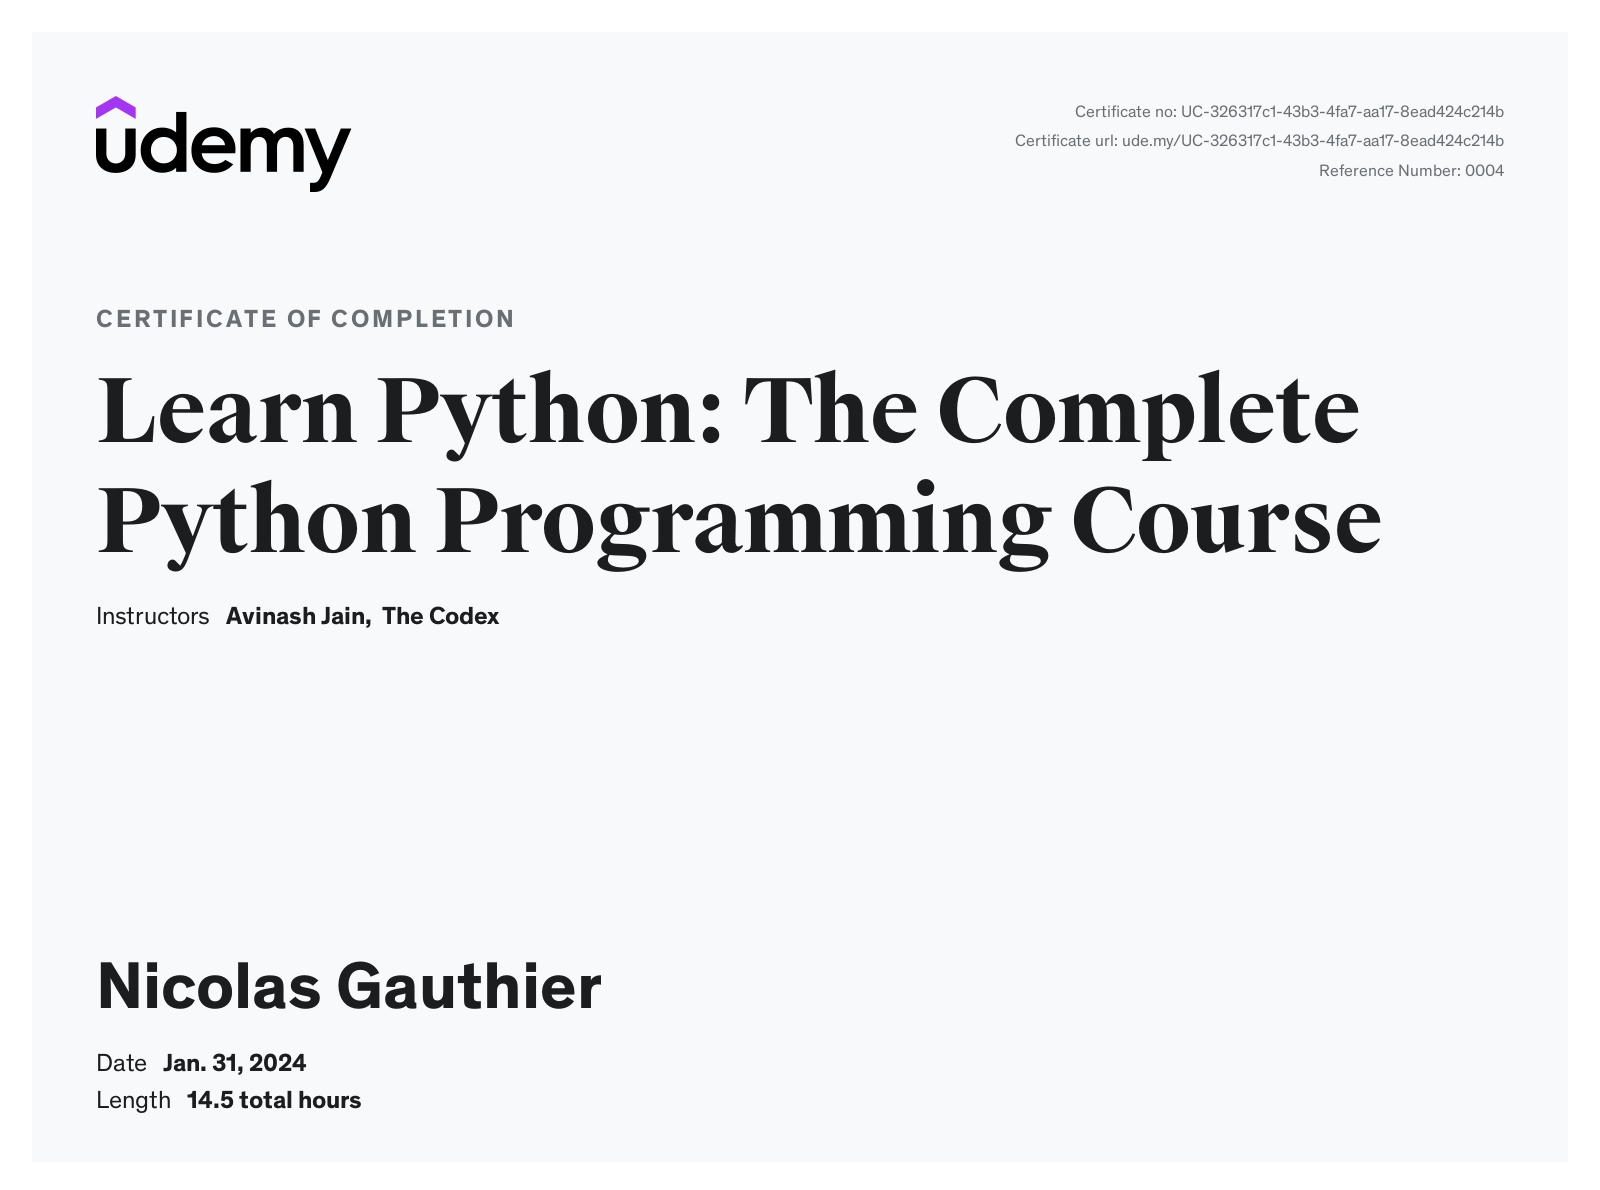 udemy
Certificate no: UC-326317c1-43b3-4fa7-aa17-8ead424c214b
Certificate url: ude.my/UC-326317c1-43b3-4fa7-aa17-8ead424c214b
Reference Number: 0004
CERTIFICATE OF COMPLETION
Learn Python: The Complete
Python Programming Course
Instructors Avinash Jain, The Codex
Nicolas Gauthier
Date Jan. 31, 2024
Length 14.5 total hours